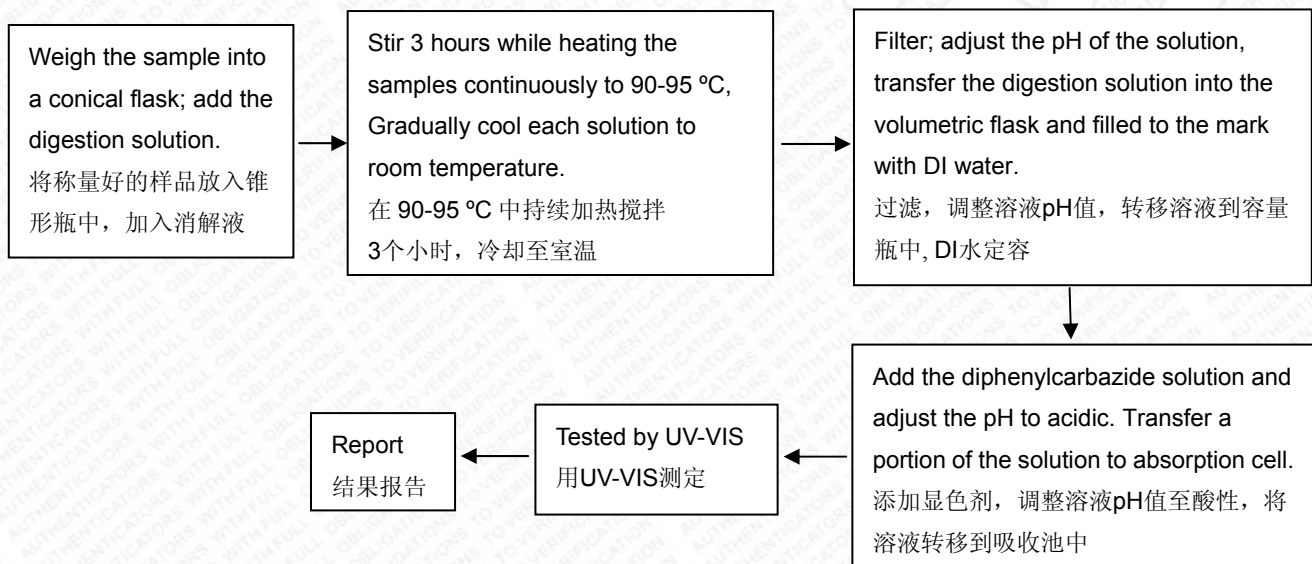 Weigh the sample into
a conical flask; add the
digestion solution.
将称量好的样品放入锥
形瓶中，加入消解液
Stir 3 hours while heating the
samples continuously to 90-95 ºC,
Gradually cool each solution to
room temperature.
在 90-95 ºC 中持续加热搅拌
3个小时，冷却至室温
Filter; adjust the pH of the solution,
transfer the digestion solution into the
volumetric flask and filled to the mark
with DI water.
过滤，调整溶液pH值，转移溶液到容量
瓶中, DI水定容
Add the diphenylcarbazide solution and
adjust the pH to acidic. Transfer a
portion of the solution to absorption cell.
添加显色剂，调整溶液pH值至酸性，将
溶液转移到吸收池中
Tested by UV-VIS
用UV-VIS测定
Report
结果报告